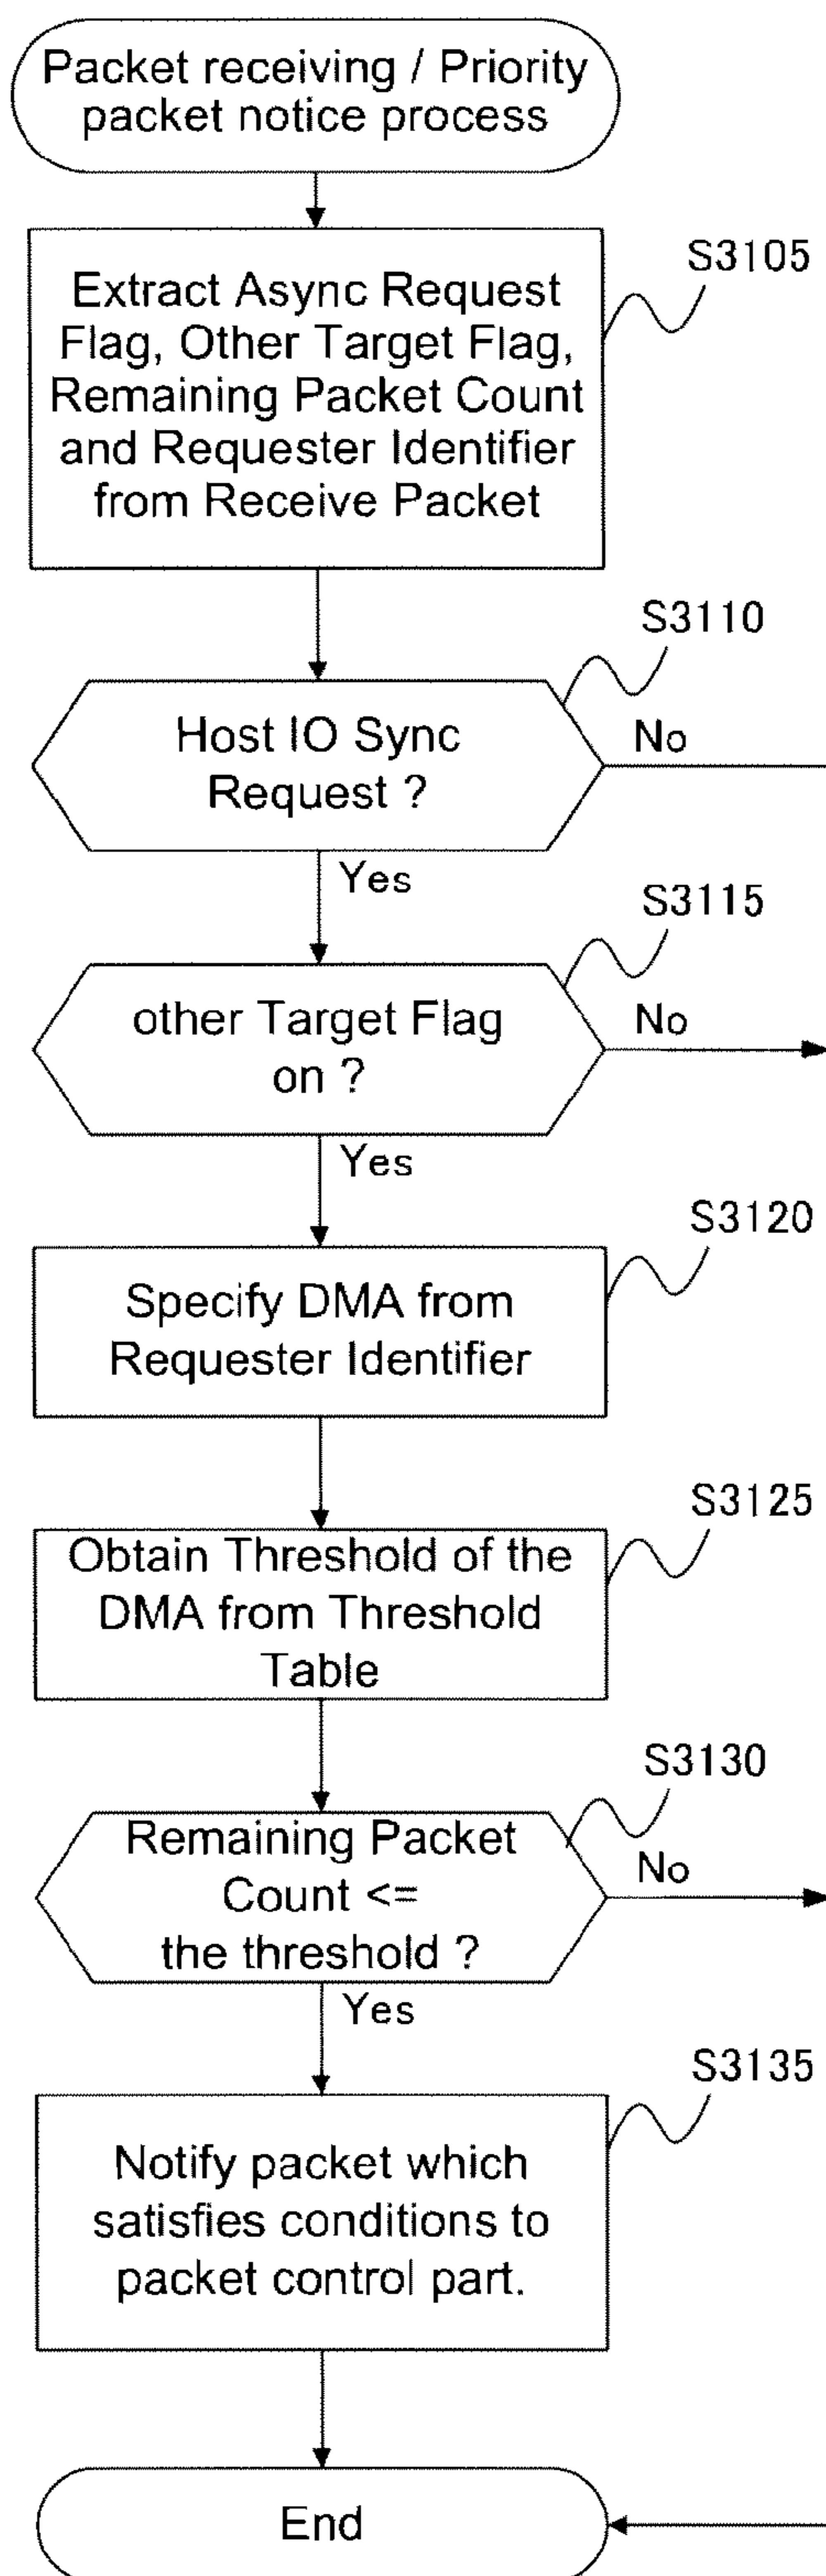 Packet receiving / Priority
packet notice process
S3105
Extract Async Request
Flag, Other Target Flag,
Remaining Packet Count
and Requester Identifier
from Receive Packet
S3110
Host IO Sync
Request ?
No
Yes
S3115
other Target Flag
on ?
No
Yes
S3120
Specify DMA from
Requester Identifier
S3125
Obtain Threshold of the
DMA from Threshold
Table
S3130
Remaining Packet
Count <=
the threshold ?
No
Yes
S3135
Notify packet which
satisfies conditions to
packet control part.
End